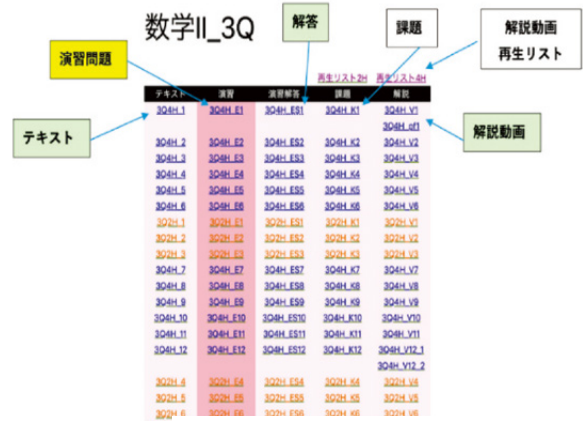 数学II_3Q
解答
課題
解説動画
再生リスト
演習問題
テキスト
解説動画
再生リスト2H 再生リスト4H
テキスト 演習 演習解答 課題 解説
3Q4H_1 3Q4H_E1 3Q4H_ES1 3Q4H_K1 3Q4H_V1
3Q4H_pf1
3Q4H_2 3Q4H_E2 3Q4H_ES2 3Q4H_K2 3Q4H_V2
3Q4H_3 3Q4H_E3 3Q4H_ES3 3Q4H_K3 3Q4H_V3
3Q4H_4 3Q4H_E4 3Q4H_ES4 3Q4H_K4 3Q4H_V4
3Q4H_5 3Q4H_E5 3Q4H_ES5 3Q4H_K5 3Q4H_V5
3Q4H_6 3Q4H_E6 3Q4H_ES6 3Q4H_K6 3Q4H_V6
3Q2H_1 3Q2H_E1 3Q2H_ES1 3Q2H_K1 3Q2H_V1
3Q2H_2 3Q2H_E2 3Q2H_ES2 3Q2H_K2 3Q2H_V2
3Q2H_3 3Q2H_E3 3Q2H_ES3 3Q2H_K3 3Q2H_V3
3Q4H_7 3Q4H_E7 3Q4H_ES7 3Q4H_K7 3Q4H_V7
3Q4H_8 3Q4H_E8 3Q4H_ES8 3Q4H_K8 3Q4H_V8
3Q4H_9 3Q4H_E9 3Q4H_ES9 3Q4H_K9 3Q4H_V9
3Q4H_10 3Q4H_E10 3Q4H_ES10 3Q4H_K10 3Q4H_V10
3Q4H_11 3Q4H_E11 3Q4H_ES11 3Q4H_K11 3Q4H_V11
3Q4H_12 3Q4H_E12 3Q4H_ES12 3Q4H_K12 3Q4H_V12_1
3Q4H_V12_2
3Q2H_4 3Q2H_E4 3Q2H_ES4 3Q2H_K4 3Q2H_V4
3Q2H_5 3Q2H_E5 3Q2H_ES5 3Q2H_K5 3Q2H_V5
3Q2H_6 3Q2H_E6 3Q2H_ES6 3Q2H_K6 3Q2H_V6